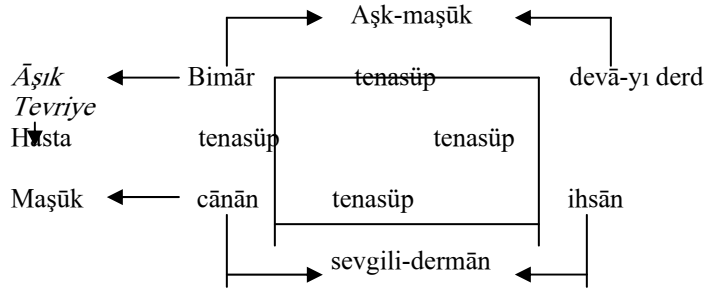 Aşk-maşūk
Āşık Bimār tenasüp devā-yı derd
Tevriye
Hasta tenasüp tenasüp
Maşūk cānān tenasüp ihsān
sevgili-dermān